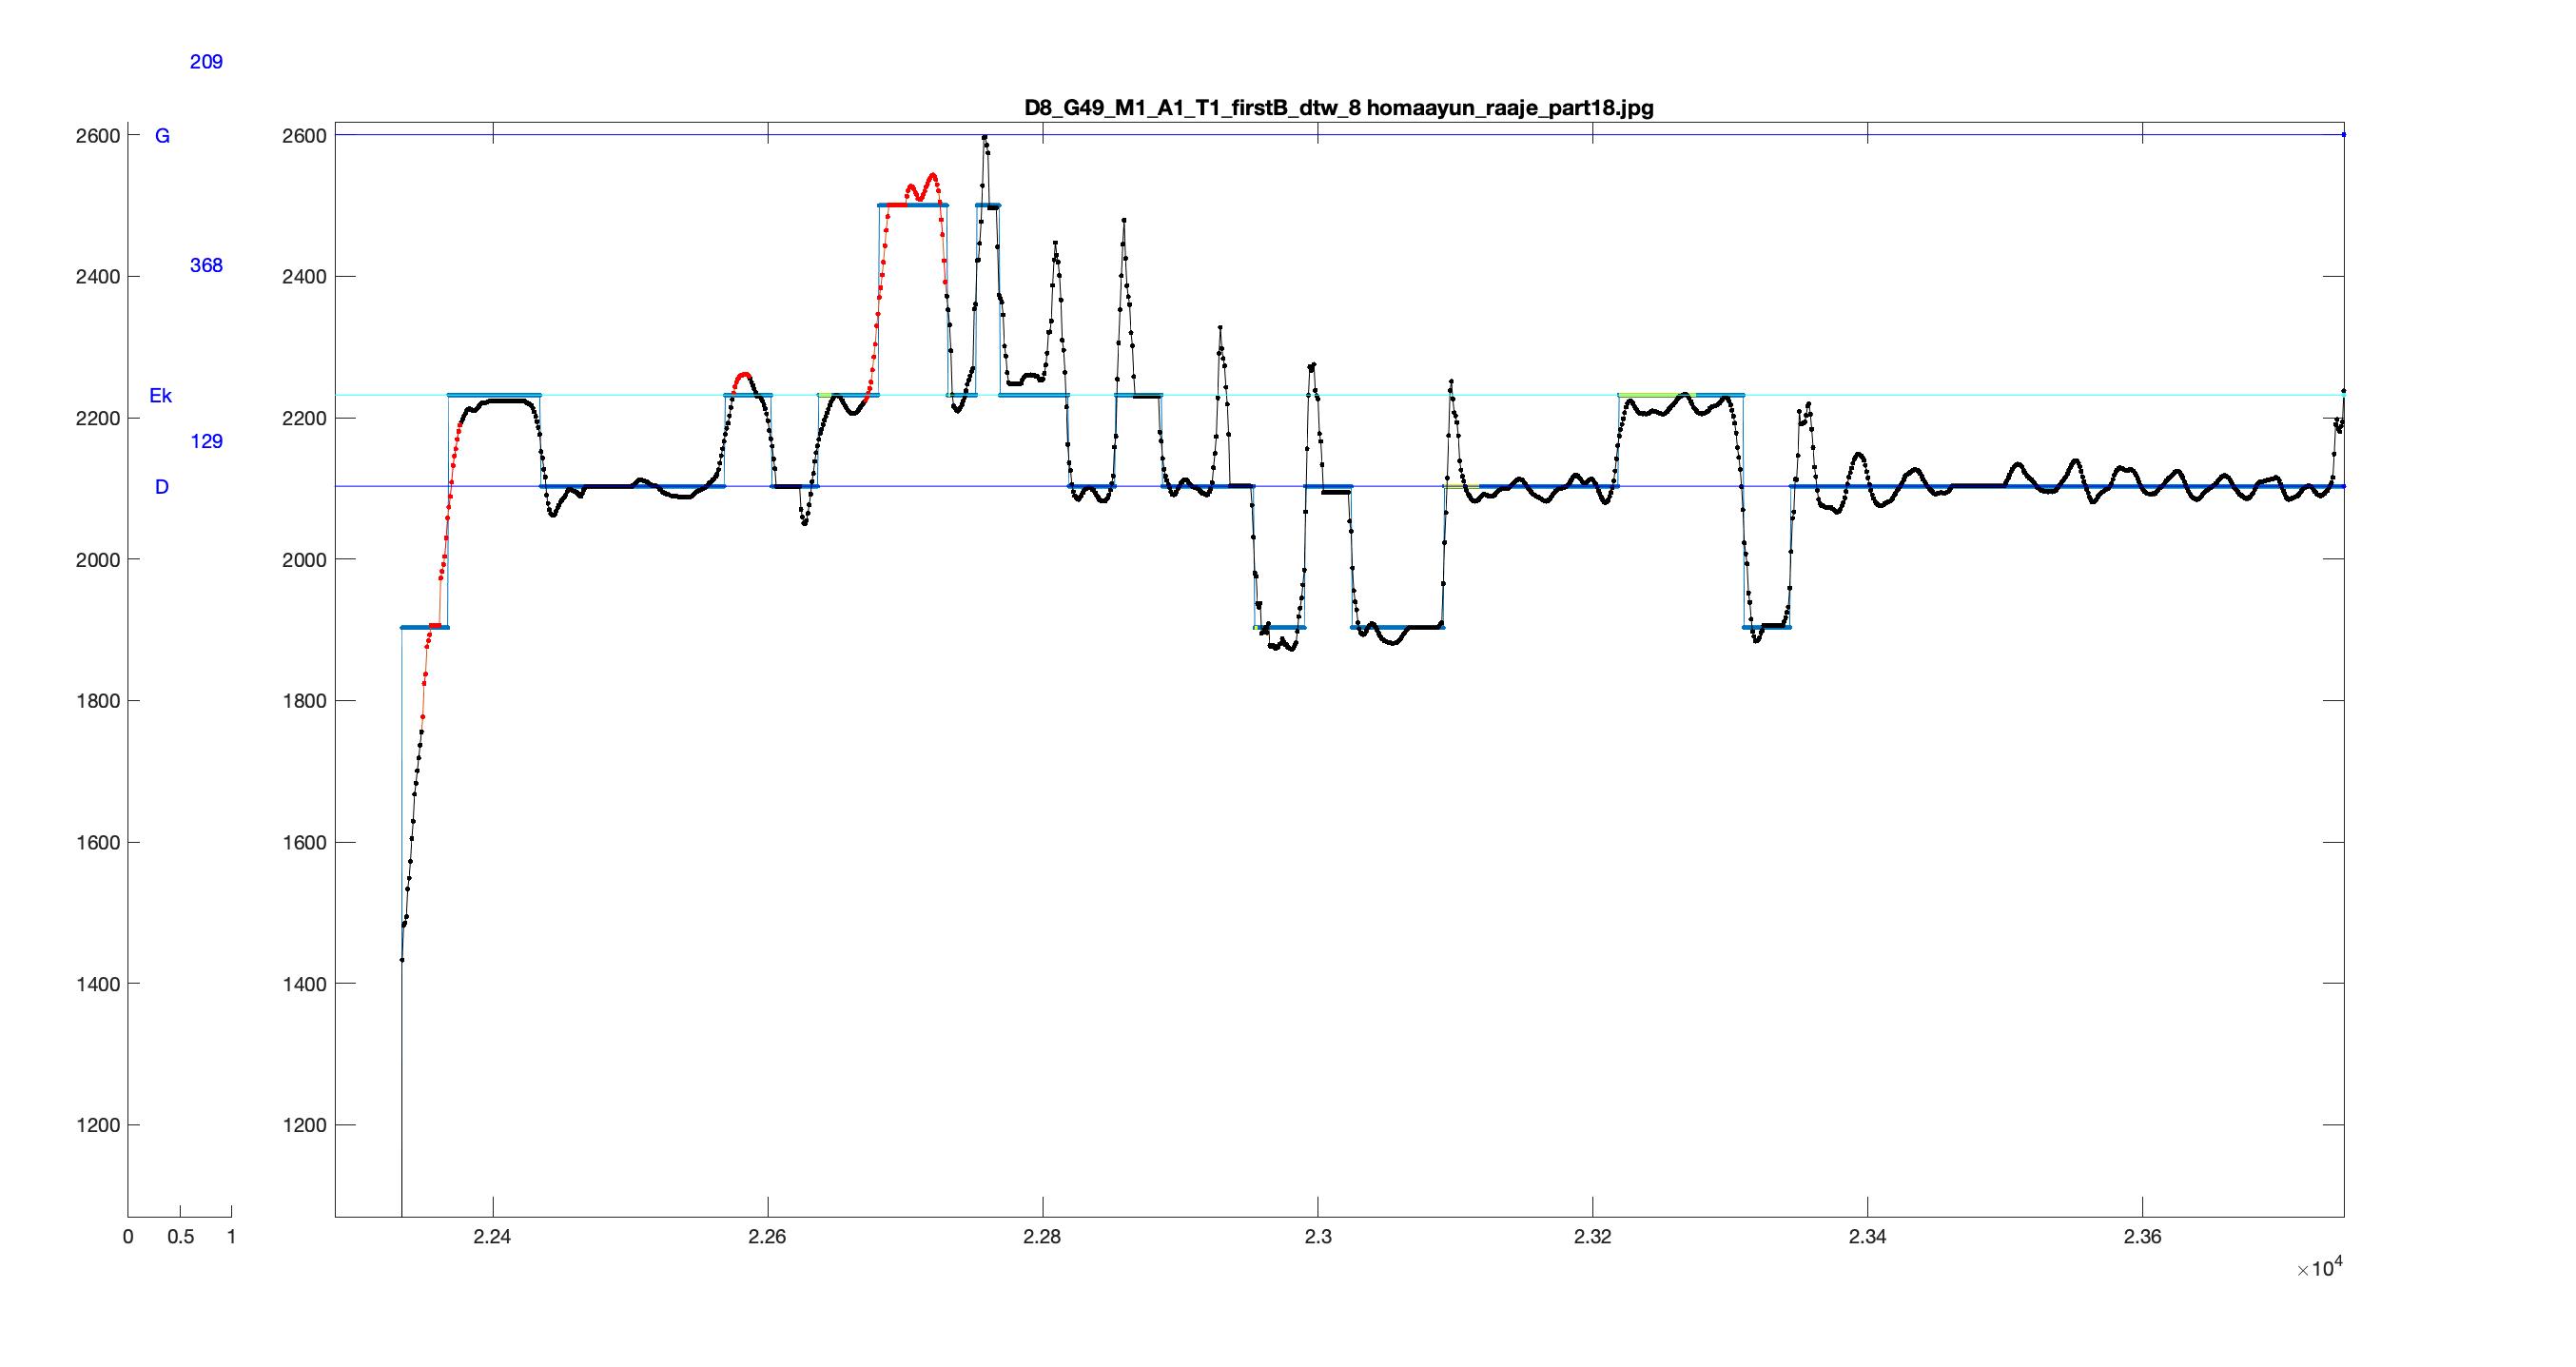 209
D8_G49_M1_A1_T1_firstB_dtw_8 homaayun_raaje_part18.jpg
2600 G 2600
2400 368 2400
Ek
2200 129 2200
D
2000 2000
1800 1800
1600 1600
1400 1400
1200 1200
0 0.5 1 2.24 2.26 2.28 2.3 2.32 2.34 2.36
×10⁴